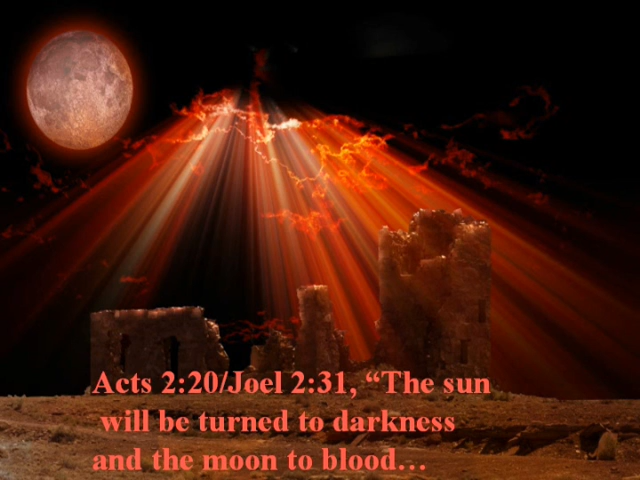 Acts 2:20/Joel 2:31, “The sun
will be turned to darkness
and the moon to blood…